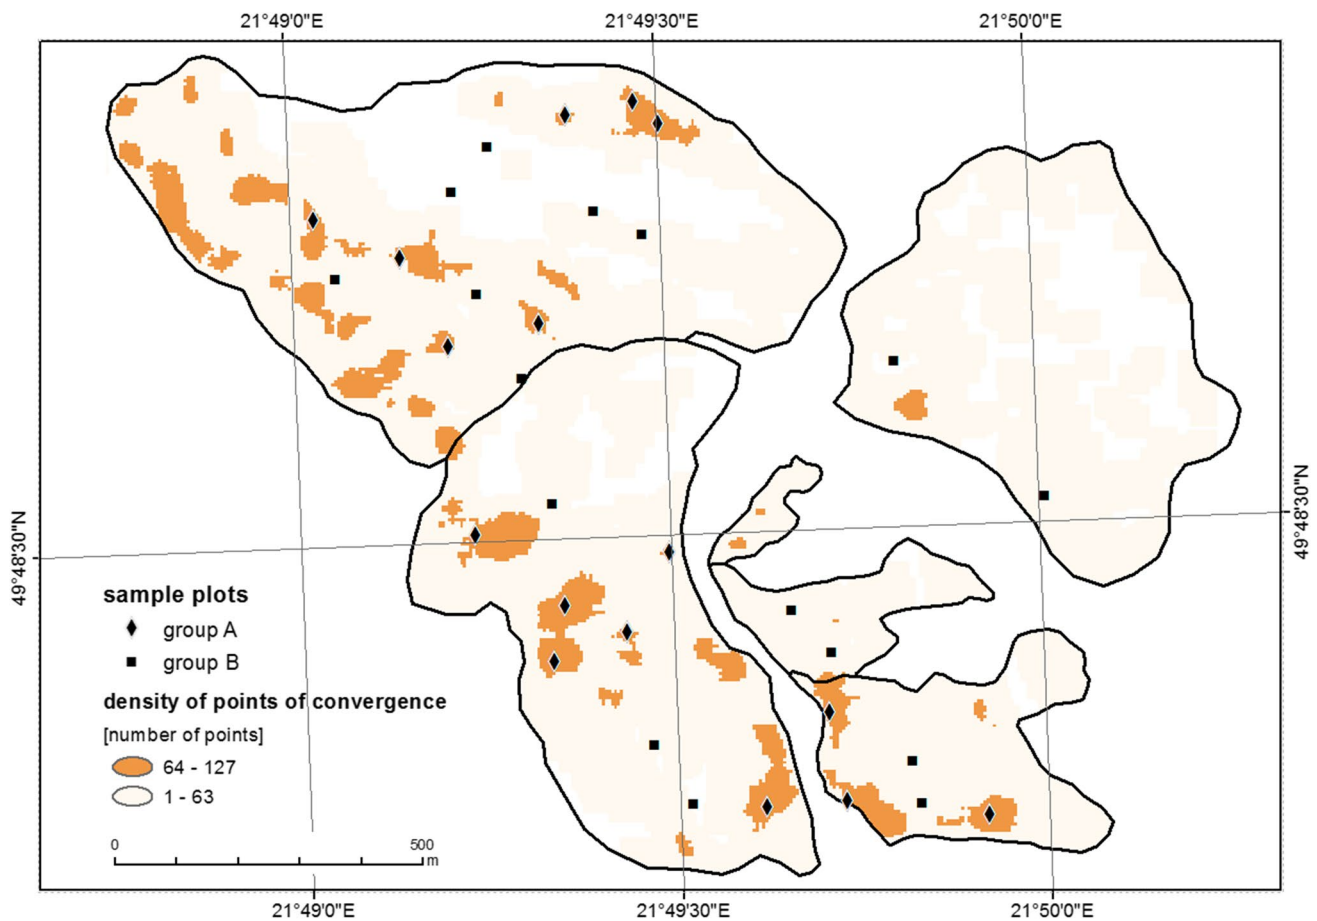 21°49'0"E 21°49'30"E 21°50'0"E
49°48'30"N
49°48'30"N
sample plots
group A
group B
density of points of convergence
[number of points]
64 - 127
1 - 63
0 500
m
21°49'0"E 21°49'30"E 21°50'0"E